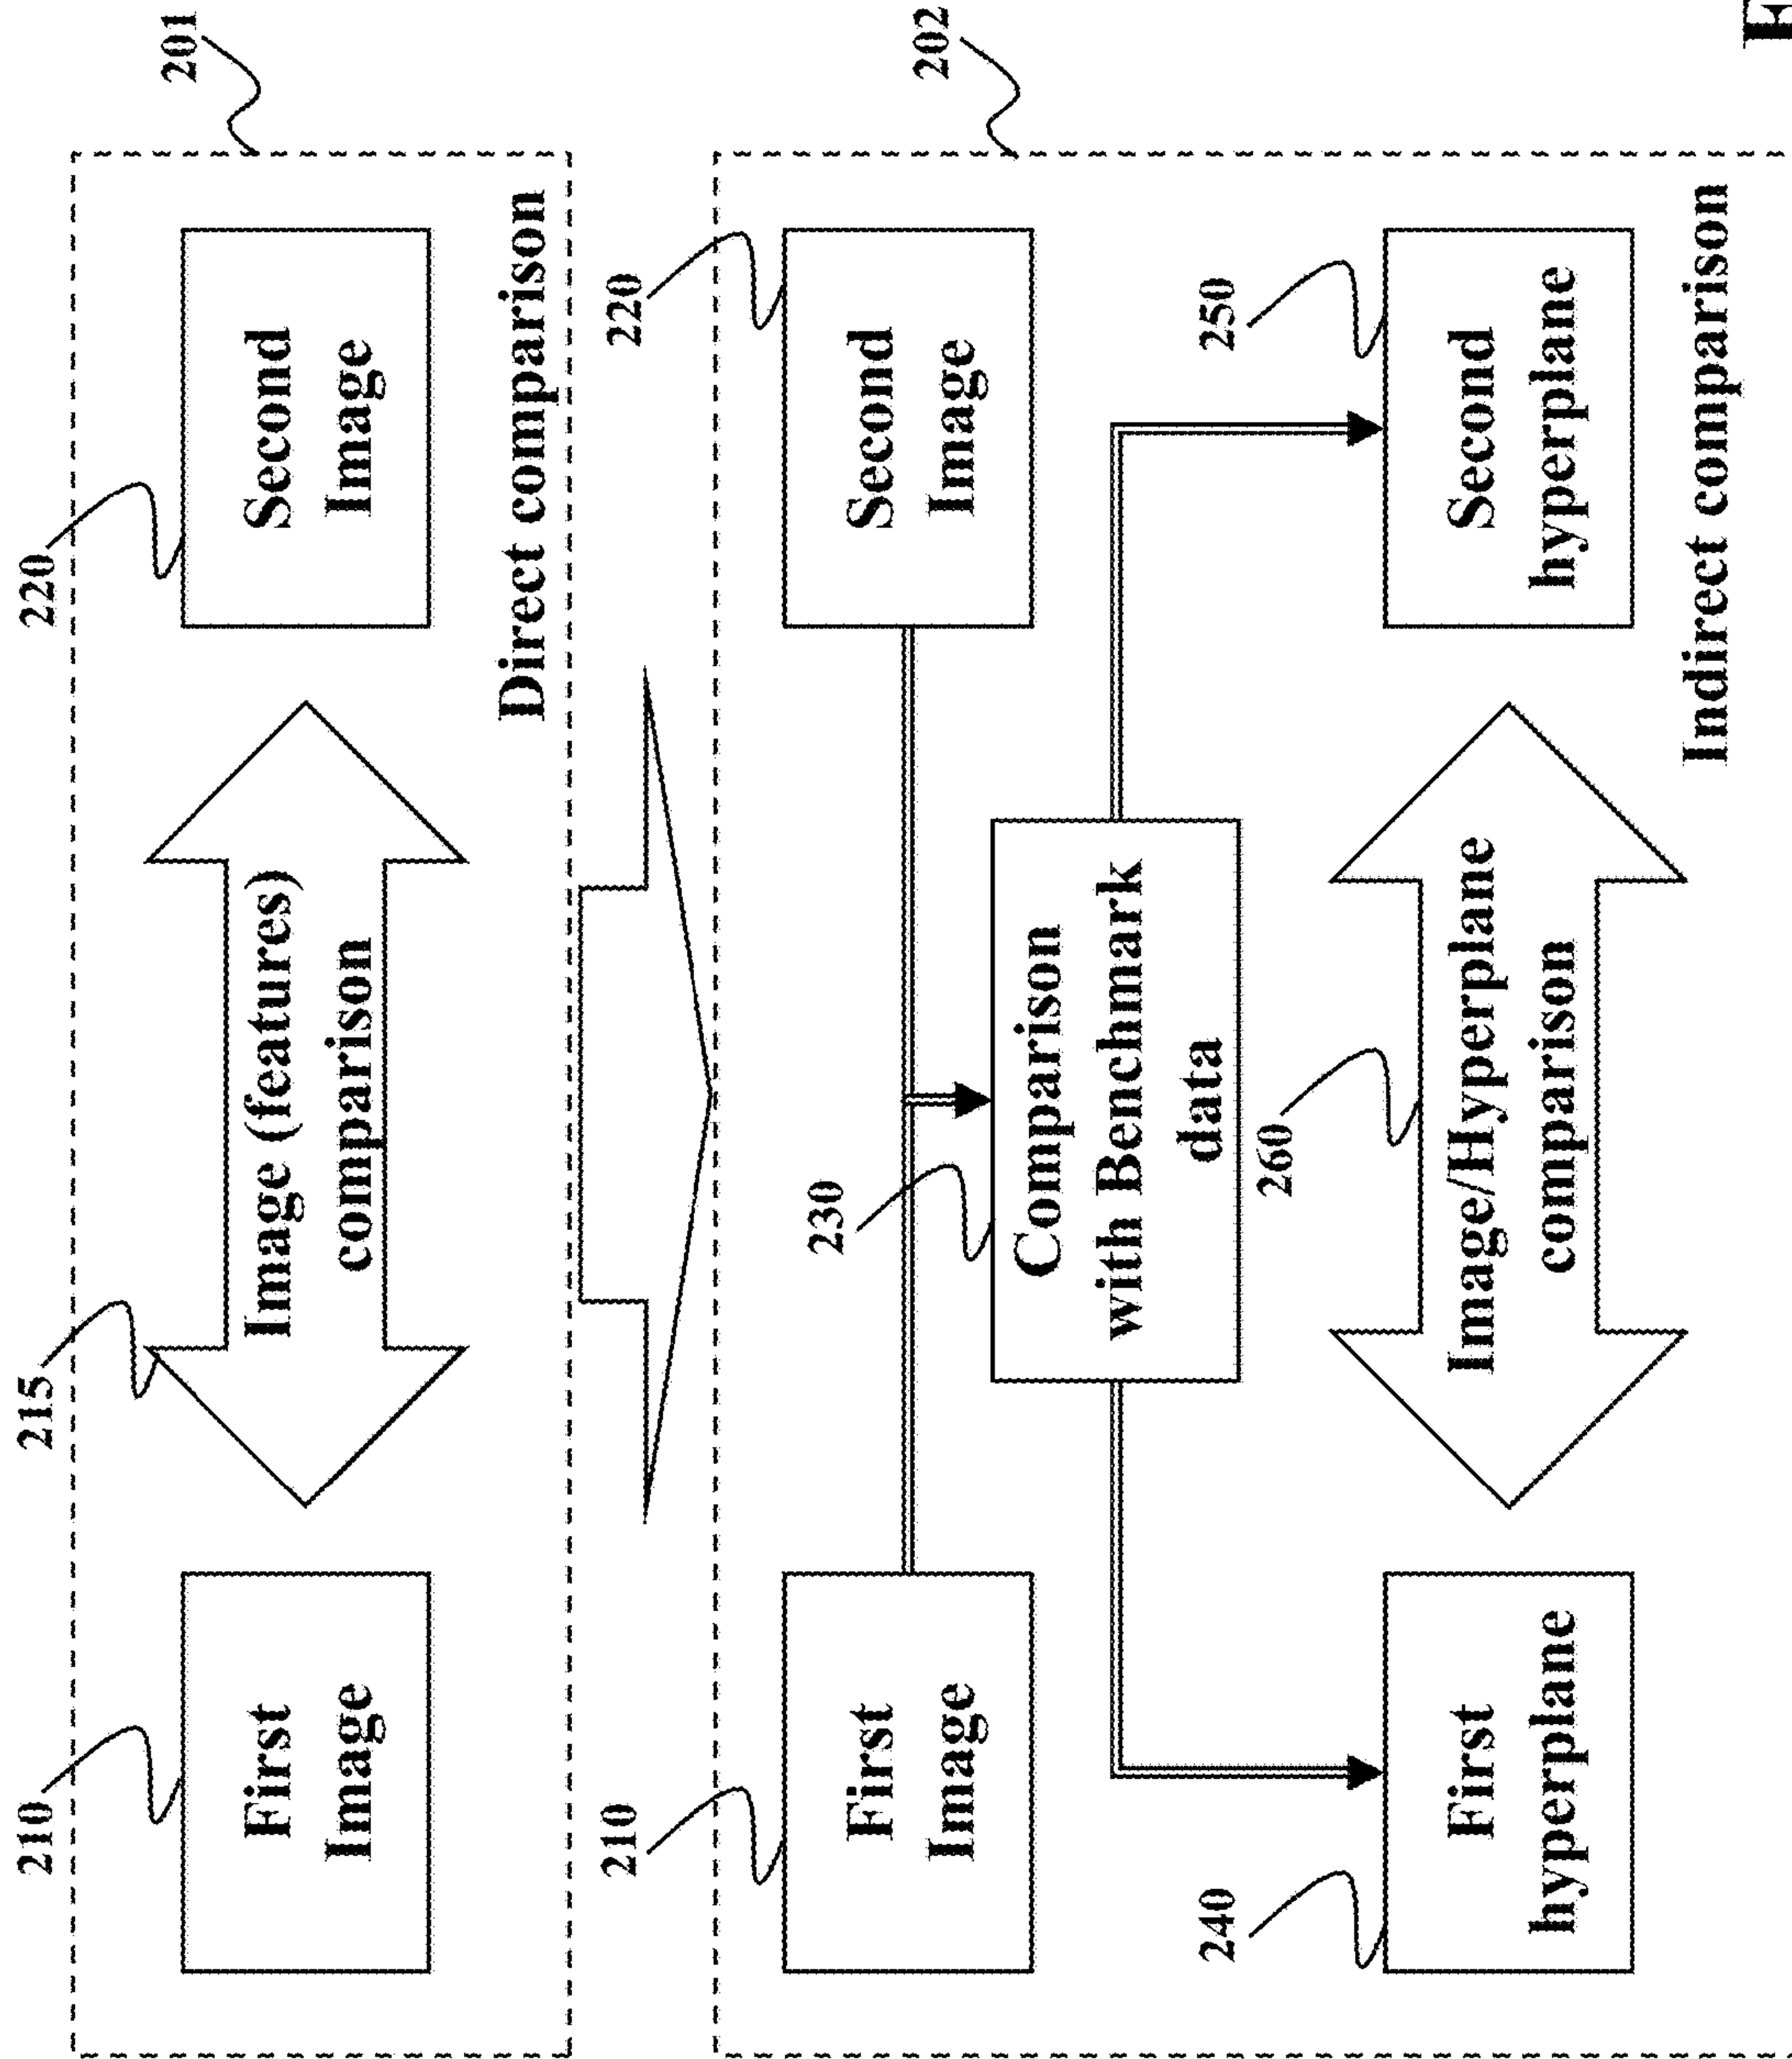 201
210
215
220
First
Image
Image (features)
comparison
Second
Image
Direct comparison
202
210
220
First
Image
Second
Image
230
Comparison
with Benchmark
data
240
250
260
First
hyperplane
Image/Hyperplane
comparison
Second
hyperplane
Indirect comparison